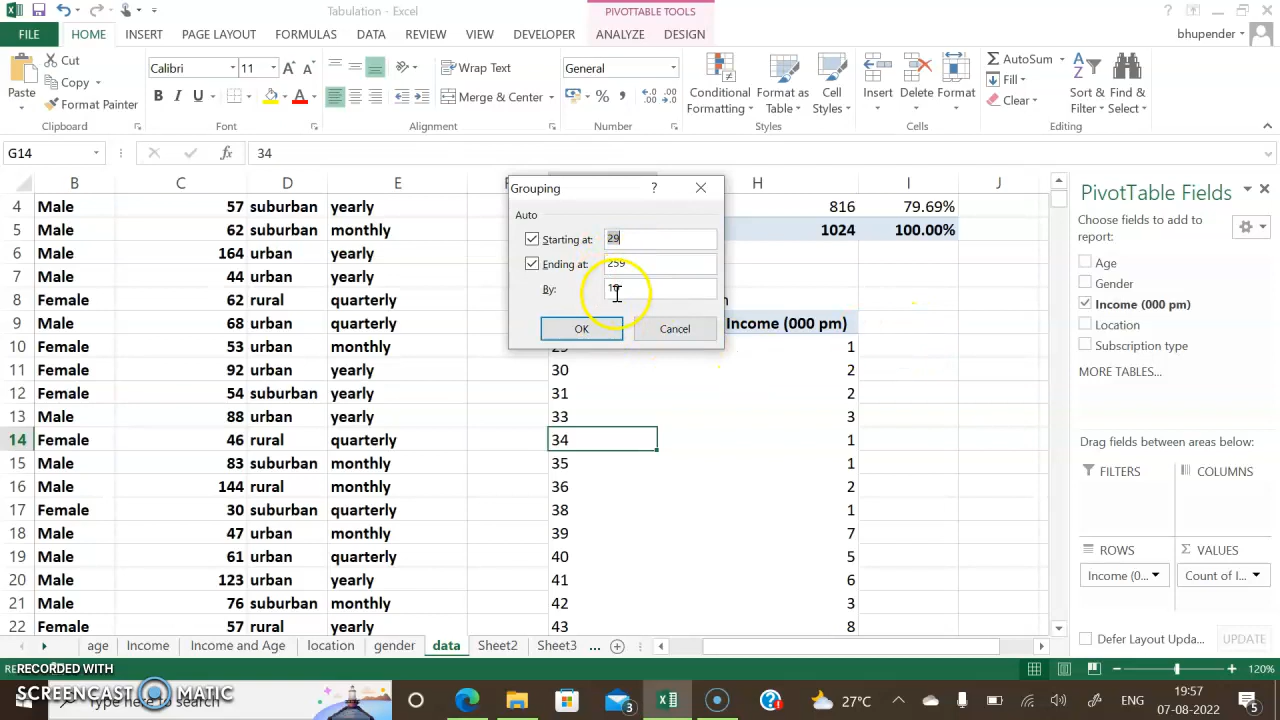 Tabulation - Excel
PIVOTTABLE TOOLS
FILE HOME INSERT PAGE LAYOUT FORMULAS DATA REVIEW VIEW DEVELOPER ANALYZE DESIGN bhupender
Paste Cut Copy Format Painter
Calibri 11 B I U A
Wrap Text Merge & Center
General %
Conditional Formatting Format as Table Cell Styles
Insert Delete Format
AutoSum Fill Clear
Sort & Filter Find & Select
Clipboard Font Alignment Number Styles Cells Editing
G14 fx 34
B C D E H I J
4 Male 57 suburban yearly 816 79.69%
5 Male 62 suburban monthly 1024 100.00%
6 Male 164 urban yearly
7 Male 44 urban yearly
8 Female 62 rural quarterly
9 Male 68 urban quarterly Income (000 pm)
10 Female 53 urban monthly 1
11 Female 92 urban yearly 30 2
12 Female 54 suburban yearly 31 2
13 Male 88 urban yearly 33 3
14 Female 46 rural quarterly 34 1
15 Male 83 suburban monthly 35 1
16 Male 144 rural monthly 36 2
17 Female 30 suburban quarterly 38 1
18 Male 47 urban monthly 39 7
19 Male 61 urban quarterly 40 5
20 Male 123 urban yearly 41 6
21 Male 76 suburban monthly 42 3
22 Female 57 rural yearly 43 8
Grouping ?
Auto
Starting at: 29
Ending at: 259
By:
OK Cancel
PivotTable Fields
Choose fields to add to report:
Age
Gender
Income (000 pm)
Location
Subscription type
MORE TABLES...
Drag fields between areas below:
FILTERS COLUMNS
ROWS VALUES
Income (0... Count of I...
Defer Layout Upda... UPDATE
age Income Income and Age location gender data Sheet2 Sheet3 ...
120%
RECORDED WITH
SCREENCAST MATIC
3 27°C ENG 19:57 07-08-2022 5